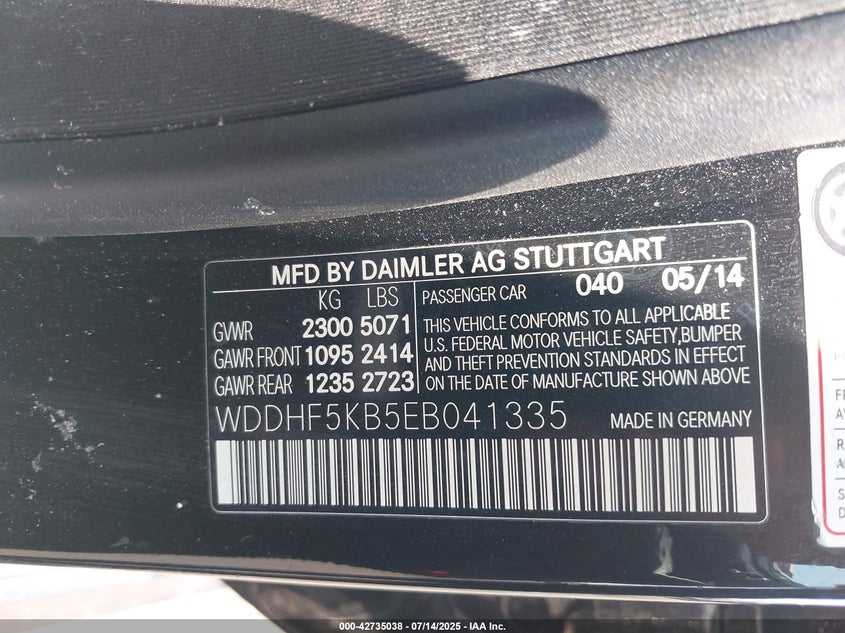 MFD BY DAIMLER AG STUTTGART
KG LBS
GVWR 2300 5071
GAWR FRONT 1095 2414
GAWR REAR 1235 2723
PASSENGER CAR 040 05/14
THIS VEHICLE CONFORMS TO ALL APPLICABLE
U.S. FEDERAL MOTOR VEHICLE SAFETY,BUMPER
AND THEFT PREVENTION STANDARDS IN EFFECT
ON THE DATE OF MANUFACTURE SHOWN ABOVE
WDDHF5KB5EB041335 MADE IN GERMANY
000-42735038 - 07/14/2025 - IAA Inc.